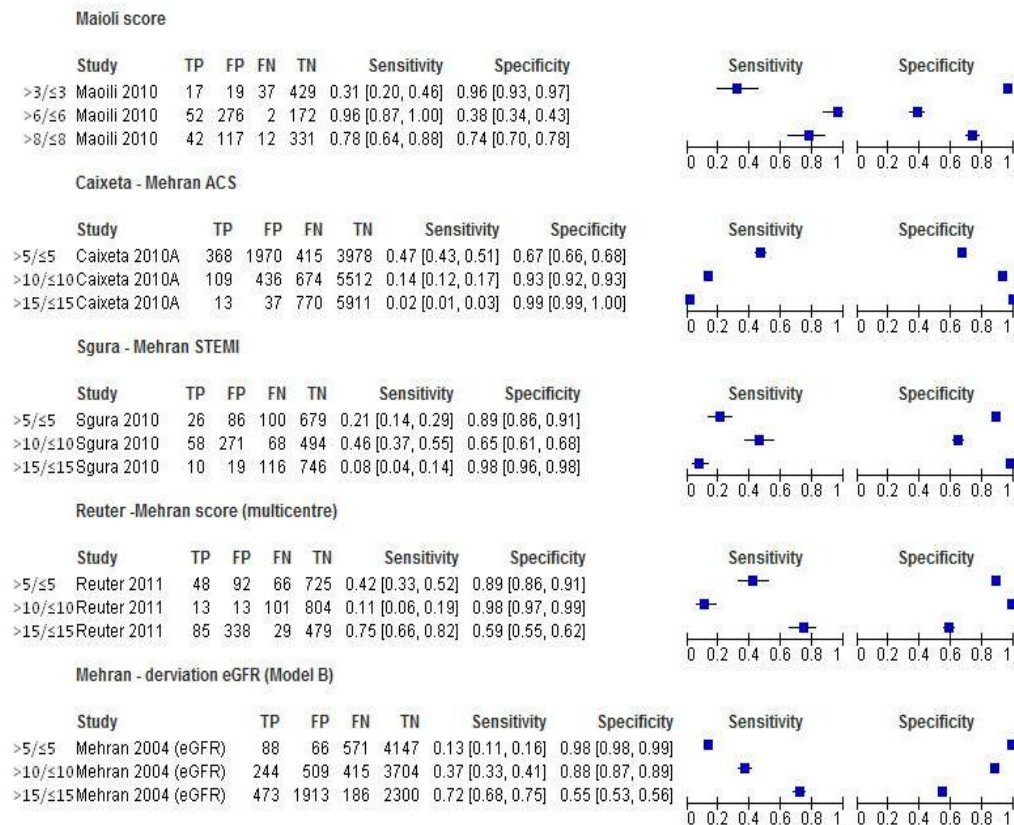 Maioli score
Study TP FP FN TN Sensitivity Specificity Sensitivity Specificity
>3/≤3 Maoili 2010 17 19 37 429 0.31 [0.20, 0.46] 0.96 [0.93, 0.97]
>6/≤6 Maoili 2010 52 276 2 172 0.96 [0.87, 1.00] 0.38 [0.34, 0.43]
>8/≤8 Maoili 2010 42 117 12 331 0.78 [0.64, 0.88] 0.74 [0.70, 0.78]
0 0.2 0.4 0.6 0.8 1 0 0.2 0.4 0.6 0.8 1
Caixeta - Mehran ACS
Study TP FP FN TN Sensitivity Specificity Sensitivity Specificity
>5/≤5 Caixeta 2010A 368 1970 415 3978 0.47 [0.43, 0.51] 0.67 [0.66, 0.68]
>10/≤10 Caixeta 2010A 109 436 674 5512 0.14 [0.12, 0.17] 0.93 [0.92, 0.93]
>15/≤15 Caixeta 2010A 13 37 770 5911 0.02 [0.01, 0.03] 0.99 [0.99, 1.00]
0 0.2 0.4 0.6 0.8 1 0 0.2 0.4 0.6 0.8 1
Sgura - Mehran STEMI
Study TP FP FN TN Sensitivity Specificity Sensitivity Specificity
>5/≤5 Sgura 2010 26 86 100 679 0.21 [0.14, 0.29] 0.89 [0.86, 0.91]
>10/≤10 Sgura 2010 58 271 68 494 0.46 [0.37, 0.55] 0.65 [0.61, 0.68]
>15/≤15 Sgura 2010 10 19 116 746 0.08 [0.04, 0.14] 0.98 [0.96, 0.98]
0 0.2 0.4 0.6 0.8 1 0 0.2 0.4 0.6 0.8 1
Reuter -Mehran score (multicentre)
Study TP FP FN TN Sensitivity Specificity Sensitivity Specificity
>5/≤5 Reuter 2011 48 92 66 725 0.42 [0.33, 0.52] 0.89 [0.86, 0.91]
>10/≤10 Reuter 2011 13 13 101 804 0.11 [0.06, 0.19] 0.98 [0.97, 0.99]
>15/≤15 Reuter 2011 85 338 29 479 0.75 [0.66, 0.82] 0.59 [0.55, 0.62]
0 0.2 0.4 0.6 0.8 1 0 0.2 0.4 0.6 0.8 1
Mehran - derviation eGFR (Model B)
Study TP FP FN TN Sensitivity Specificity Sensitivity Specificity
>5/≤5 Mehran 2004 (eGFR) 88 66 571 4147 0.13 [0.11, 0.16] 0.98 [0.98, 0.99]
>10/≤10 Mehran 2004 (eGFR) 244 509 415 3704 0.37 [0.33, 0.41] 0.88 [0.87, 0.89]
>15/≤15 Mehran 2004 (eGFR) 473 1913 186 2300 0.72 [0.68, 0.75] 0.55 [0.53, 0.56]
0 0.2 0.4 0.6 0.8 1 0 0.2 0.4 0.6 0.8 1